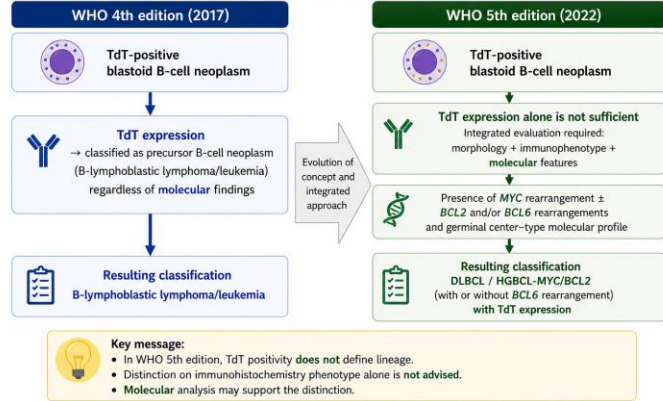 WHO 4th edition (2017)
TdT-positive
blastoid B-cell neoplasm
TdT expression
→ classified as precursor B-cell neoplasm
(B-lymphoblastic lymphoma/leukemia)
regardless of molecular findings
Resulting classification
B-lymphoblastic lymphoma/leukemia
Evolution of
concept and
integrated
approach
WHO 5th edition (2022)
TdT-positive
blastoid B-cell neoplasm
TdT expression alone is not sufficient
Integrated evaluation required:
morphology + immunophenotype +
molecular features
Presence of MYC rearrangement ±
BCL2 and/or BCL6 rearrangements
and germinal center–type molecular profile
Resulting classification
DLBCL / HGBCL-MYC/BCL2
(with or without BCL6 rearrangement)
with TdT expression
Key message:
• In WHO 5th edition, TdT positivity does not define lineage.
• Distinction on immunohistochemistry phenotype alone is not advised.
• Molecular analysis may support the distinction.